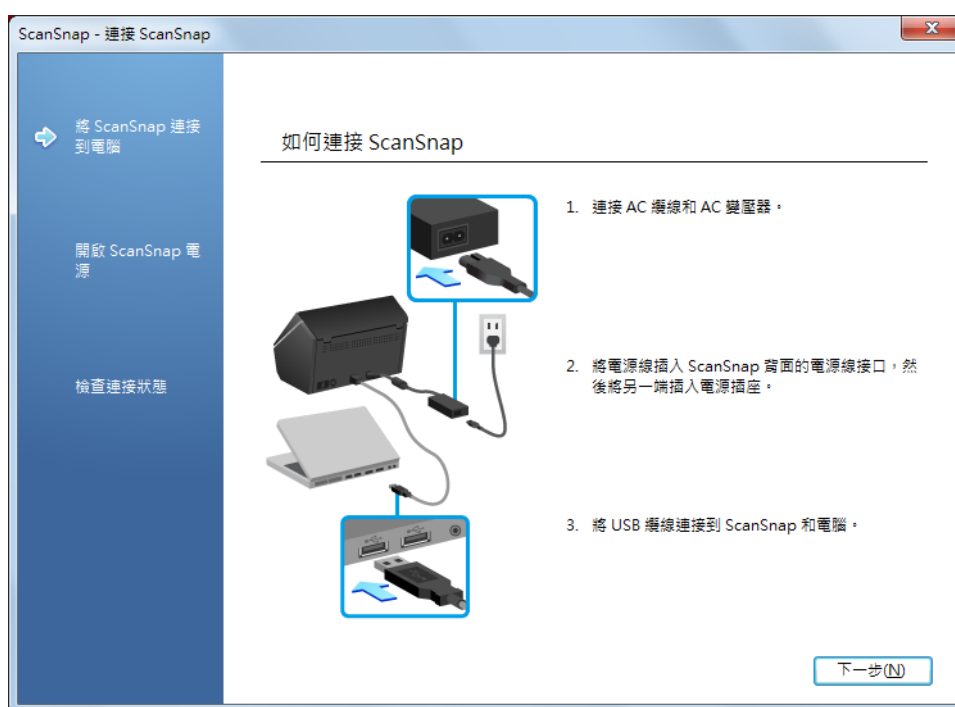 ScanSnap - 連接 ScanSnap
將 ScanSnap 連接
到電腦
開啟 ScanSnap 電
源
檢查連接狀態
如何連接 ScanSnap
1. 連接 AC 纜線和 AC 變壓器。
2. 將電源線插入 ScanSnap 背面的電源線接口，然
後將另一端插入電源插座。
3. 將 USB 纜線連接到 ScanSnap 和電腦。
下一步(N)